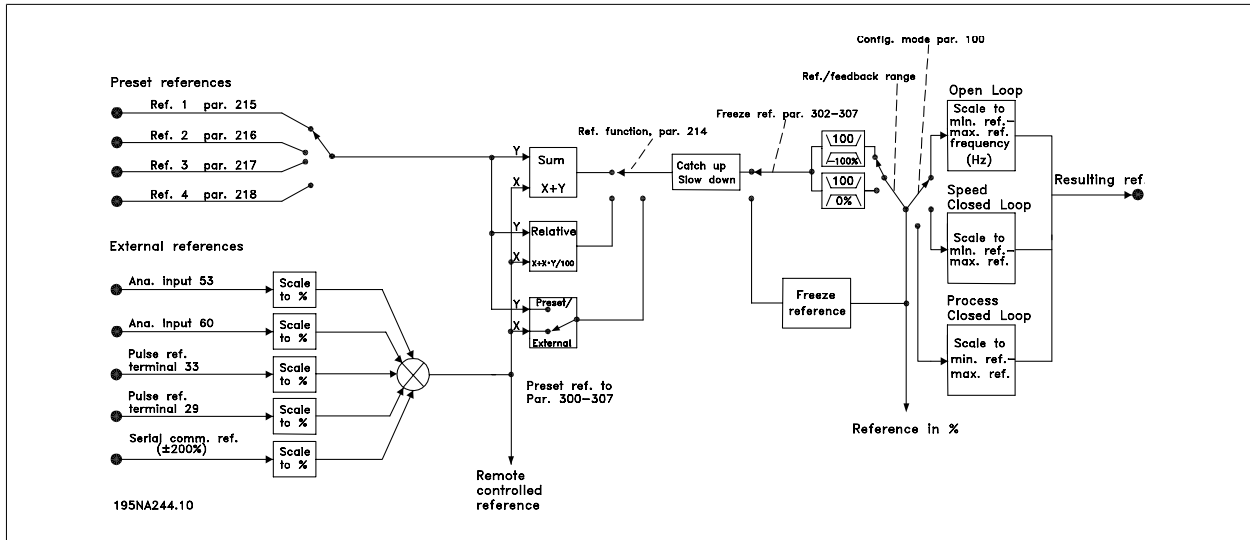 Preset references
Ref. 1 par. 215
Ref. 2 par. 216
Ref. 3 par. 217
Ref. 4 par. 218
External references
Ana. input 53
Ana. input 60
Pulse ref.
terminal 33
Pulse ref.
terminal 29
Serial comm. ref.
(±200%)
Scale
to %
Scale
to %
Scale
to %
Scale
to %
Scale
to %
195NA244.10
Y
Sum
X
X+Y
Y
Relative
X
X+X·Y/100
Y
Preset/
X
External
Preset ref. to
Par. 300-307
Remote
controlled
reference
Ref. function, par. 214
Catch up
Slow down
Freeze ref. par. 302-307
Freeze
reference
100
-100%
100
0%
Ref./feedback range
Config. mode par. 100
Reference in %
Open Loop
Scale to
min. ref.-
max. ref.
frequency
(Hz)
Speed
Closed Loop
Scale to
min. ref.-
max. ref.
Process
Closed Loop
Scale to
min. ref.-
max. ref.
Resulting ref.